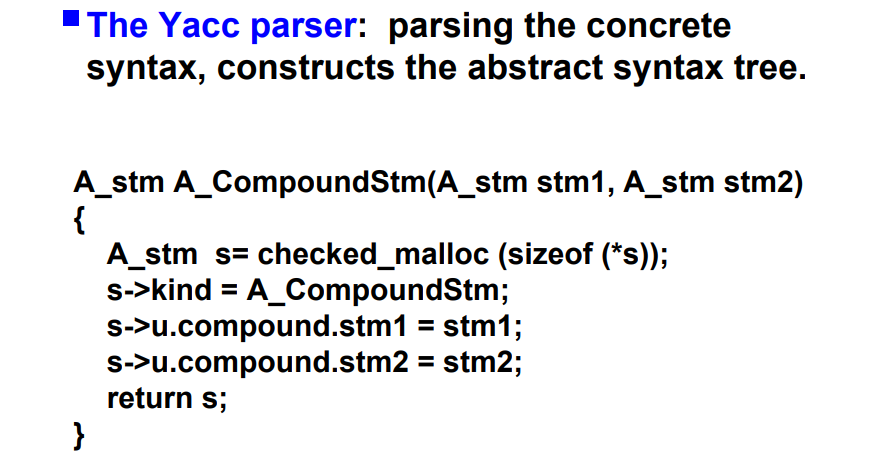 The Yacc parser: parsing the concrete
syntax, constructs the abstract syntax tree.
A_stm A_CompoundStm(A_stm stm1, A_stm stm2)
{
A_stm s= checked_malloc (sizeof (*s));
s->kind = A_CompoundStm;
s->u.compound.stm1 = stm1;
s->u.compound.stm2 = stm2;
return s;
}